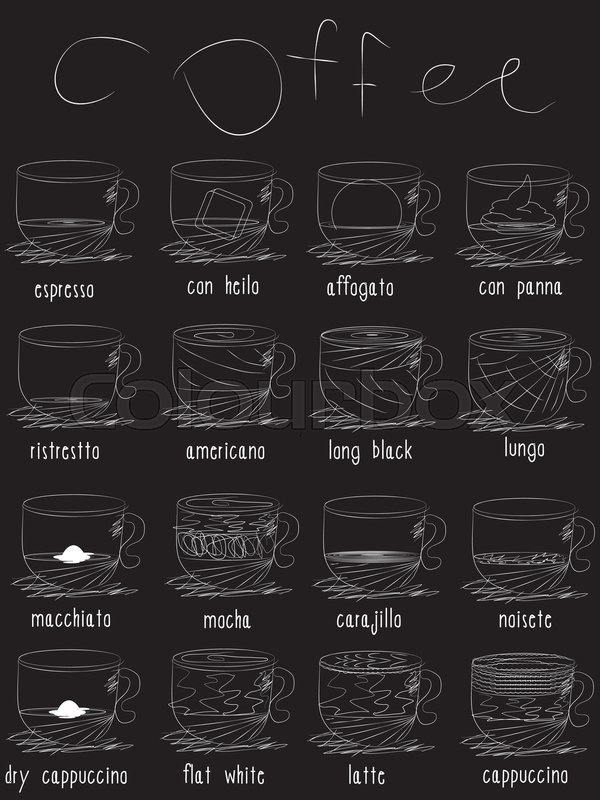 coffee
espresso con heilo affogato con panna
ristrestto americano long black lungo
colourbox
macchiato mocha carajillo noisete
dry cappuccino flat white latte cappuccino